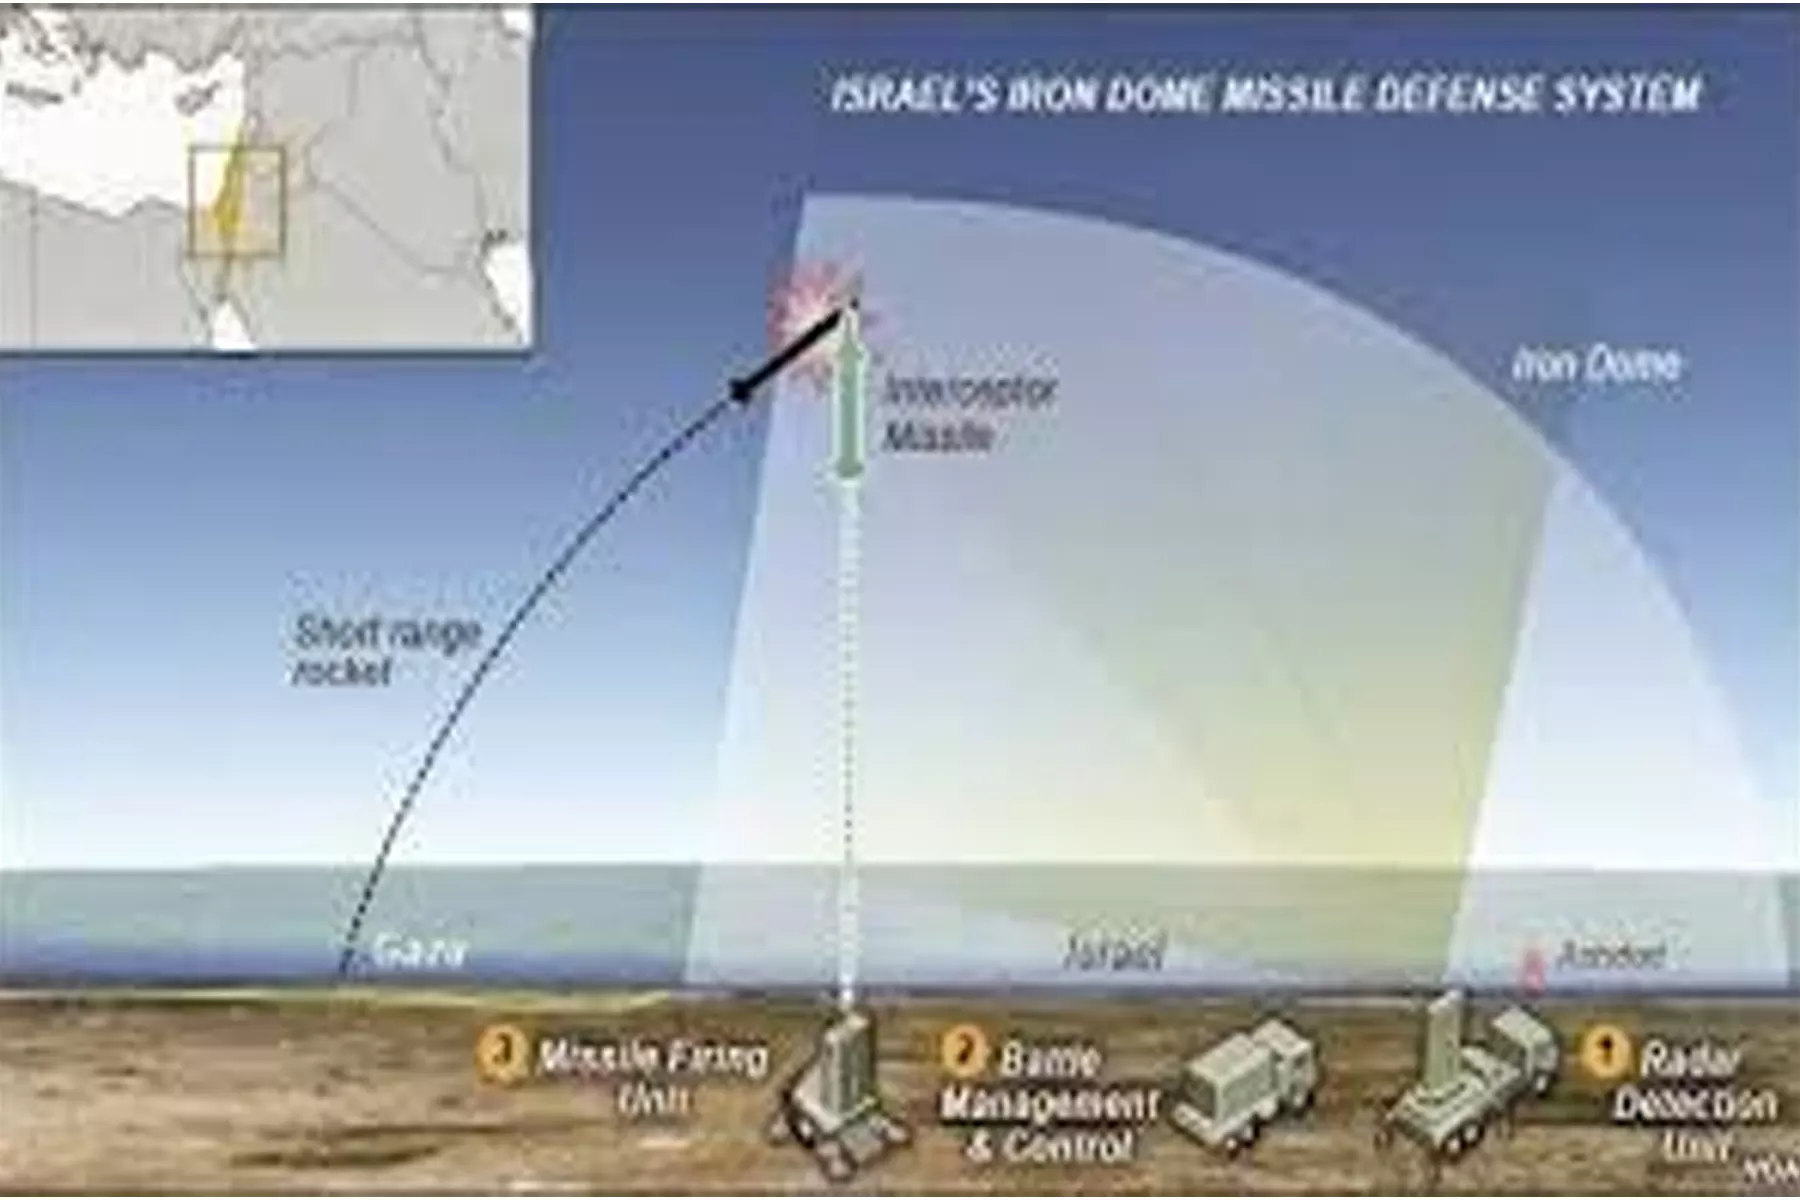 ISRAEL'S IRON DOME MISSILE DEFENSE SYSTEM
Iron Dome
Interceptor
Missile
Short range
rocket
Gaza
Israel
3 Missile Firing
Unit
2 Battle
Management
& Control
1 Radar
Detection
Unit